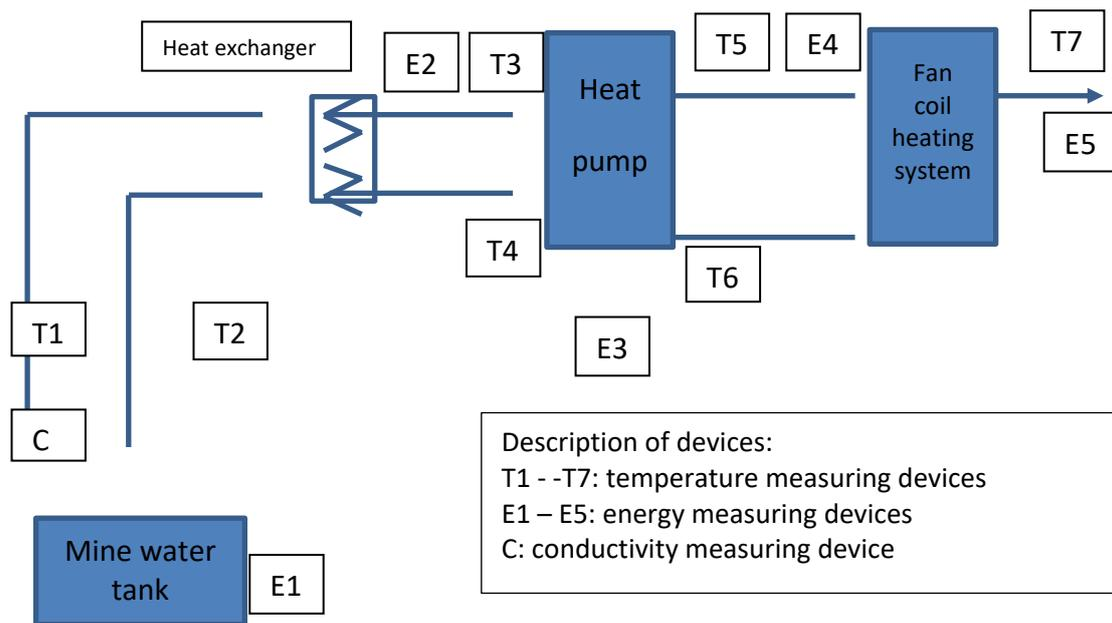 Heat exchanger
E2
T3
Heat
pump
T5
E4
Fan
coil
heating
system
T7
E5
T4
T6
T1
T2
E3
C
Description of devices:
T1 - -T7: temperature measuring devices
E1 – E5: energy measuring devices
C: conductivity measuring device
Mine water
tank
E1